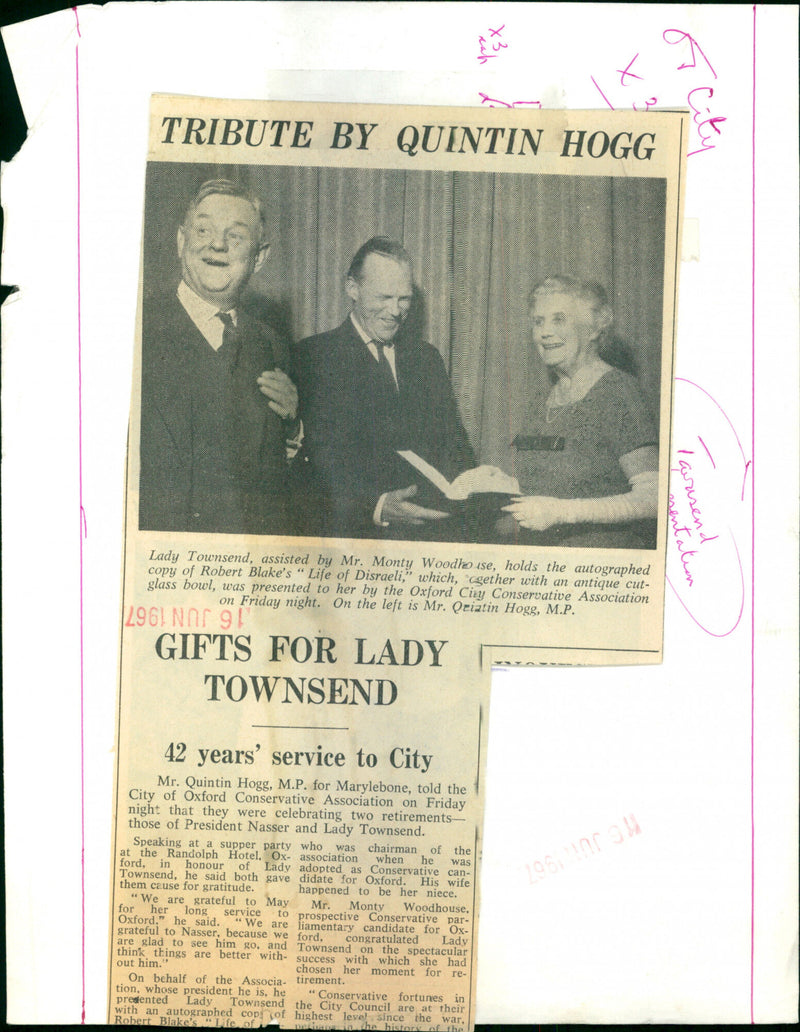 X3
OT City
X 3
TRIBUTE BY QUINTIN HOGG
Lady Townsend, assisted by Mr. Monty Woodhouse, holds the autographed
copy of Robert Blake's "Life of Disraeli," which, together with an antique cut-
glass bowl, was presented to her by the Oxford City Conservative Association
on Friday night. On the left is Mr. Quintin Hogg, M.P.
Townsend
16 JUN 1967
GIFTS FOR LADY
TOWNSEND
42 years' service to City
Mr. Quintin Hogg, M.P. for Marylebone, told the
City of Oxford Conservative Association on Friday
night that they were celebrating two retirements—
those of President Nasser and Lady Townsend.
Speaking at a supper party
at the Randolph Hotel, Ox-
ford, in honour of Lady
Townsend, he said both gave
them cause for gratitude.
"We are grateful to May
for her long service to
Oxford," he said. "We are
grateful to Nasser, because we
are glad to see him go, and
think things are better with-
out him."
On behalf of the Associa-
tion, whose president he is, he
presented Lady Townsend
with an autographed copy of
Robert Blake's "Life of
who was chairman of the
association when he was
adopted as Conservative can-
didate for Oxford. His wife
happened to be her niece.
Mr. Monty Woodhouse,
prospective Conservative par-
liamentary candidate for Ox-
ford, congratulated Lady
Townsend on the spectacular
success with which she had
chosen her moment for re-
tirement.
"Conservative fortunes in
the City Council are at their
highest level since the war,
perhaps in the history of the
16 JUN 1967